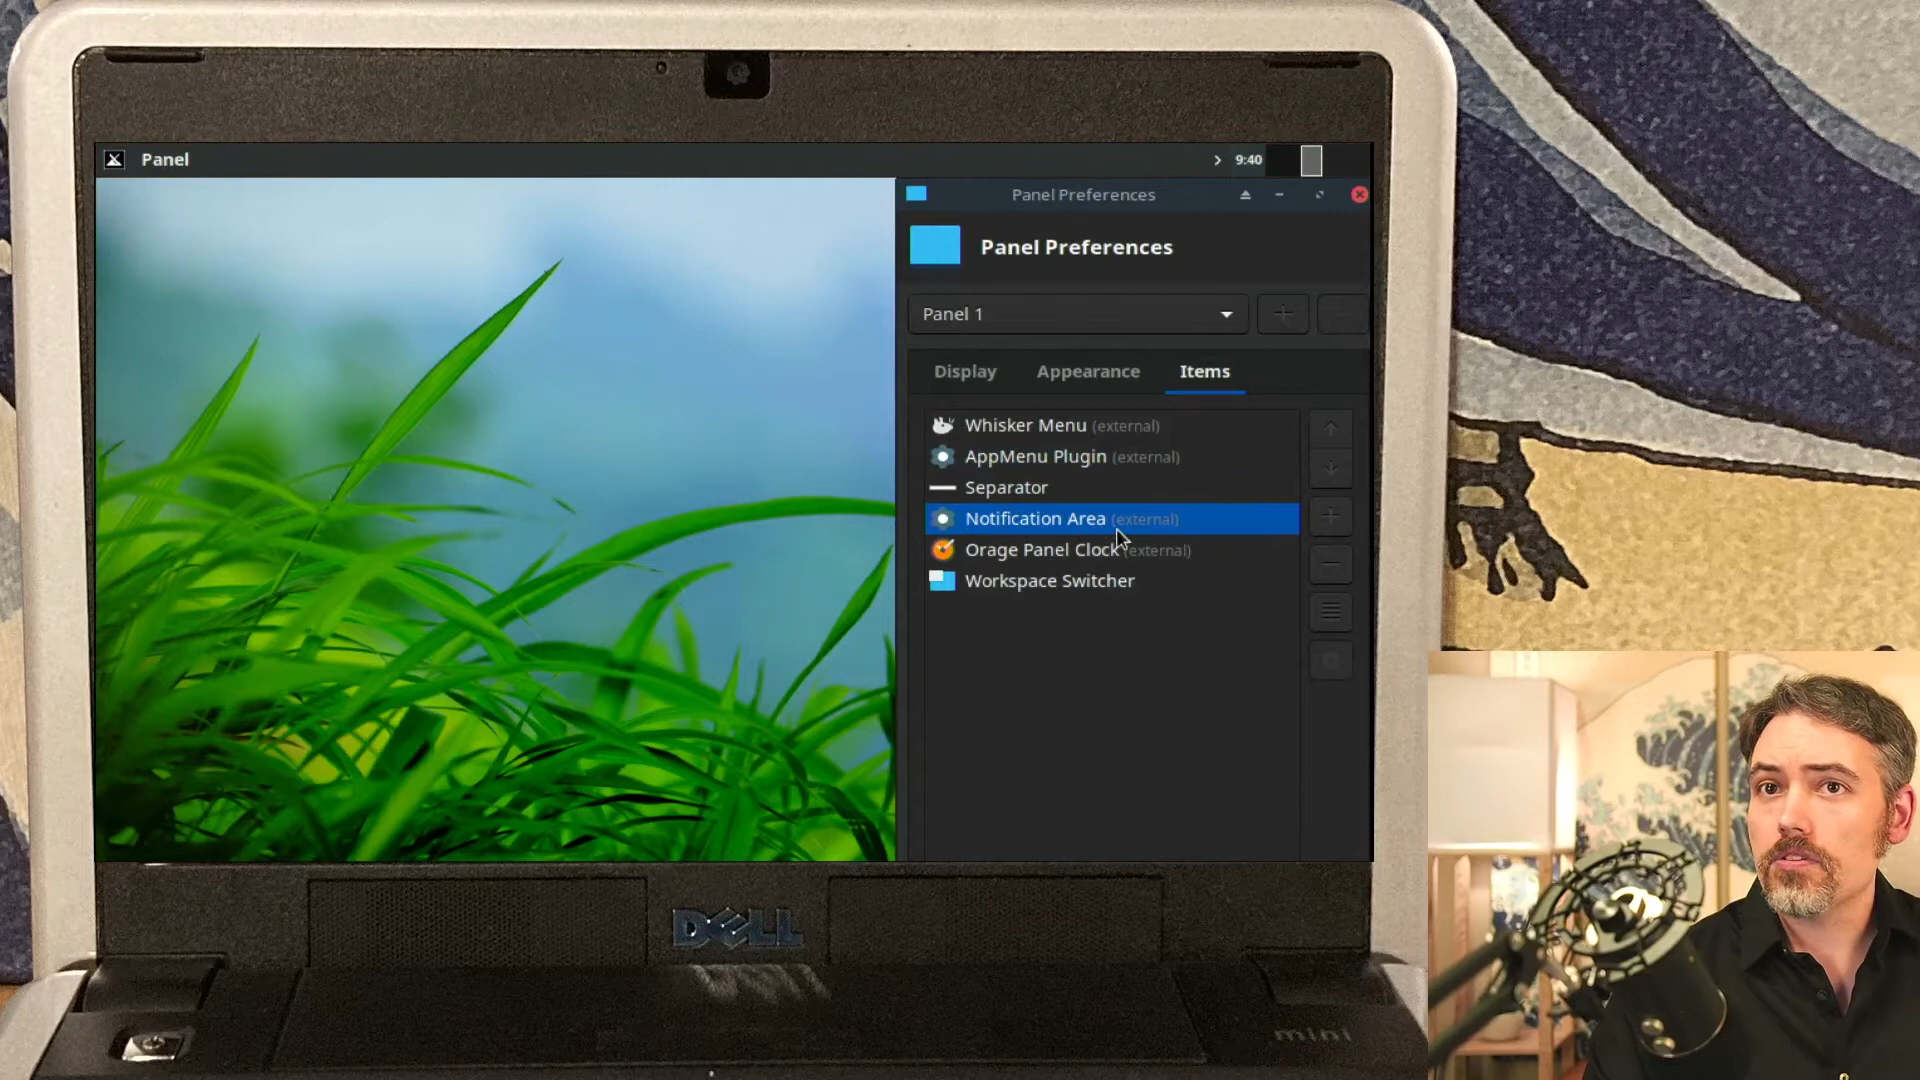 Panel
9:40
Panel Preferences
Panel Preferences
Panel 1
Display Appearance Items
Whisker Menu (external)
AppMenu Plugin (external)
Separator
Notification Area (external)
Orage Panel Clock (external)
Workspace Switcher
DELL
mini